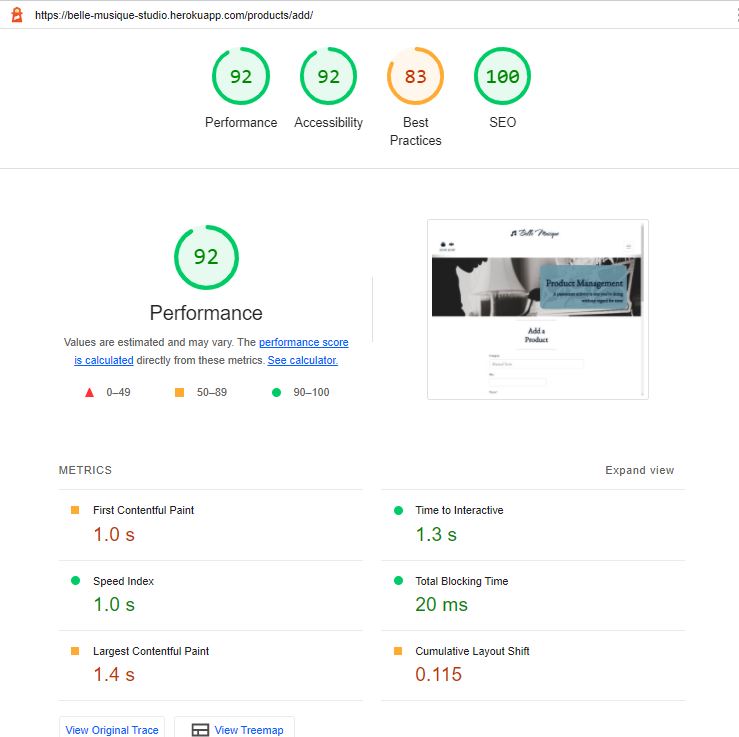 https://belle-musique-studio.herokuapp.com/products/add/
92 92 83 100
Performance Accessibility Best Practices SEO
92
Performance
Values are estimated and may vary. The performance score
is calculated directly from these metrics. See calculator.
0–49 50–89 90–100
Belle Musique
Product Management
Add a
Product
METRICS
Expand view
First Contentful Paint
1.0 s
Time to Interactive
1.3 s
Speed Index
1.0 s
Total Blocking Time
20 ms
Largest Contentful Paint
1.4 s
Cumulative Layout Shift
0.115
View Original Trace
View Treemap